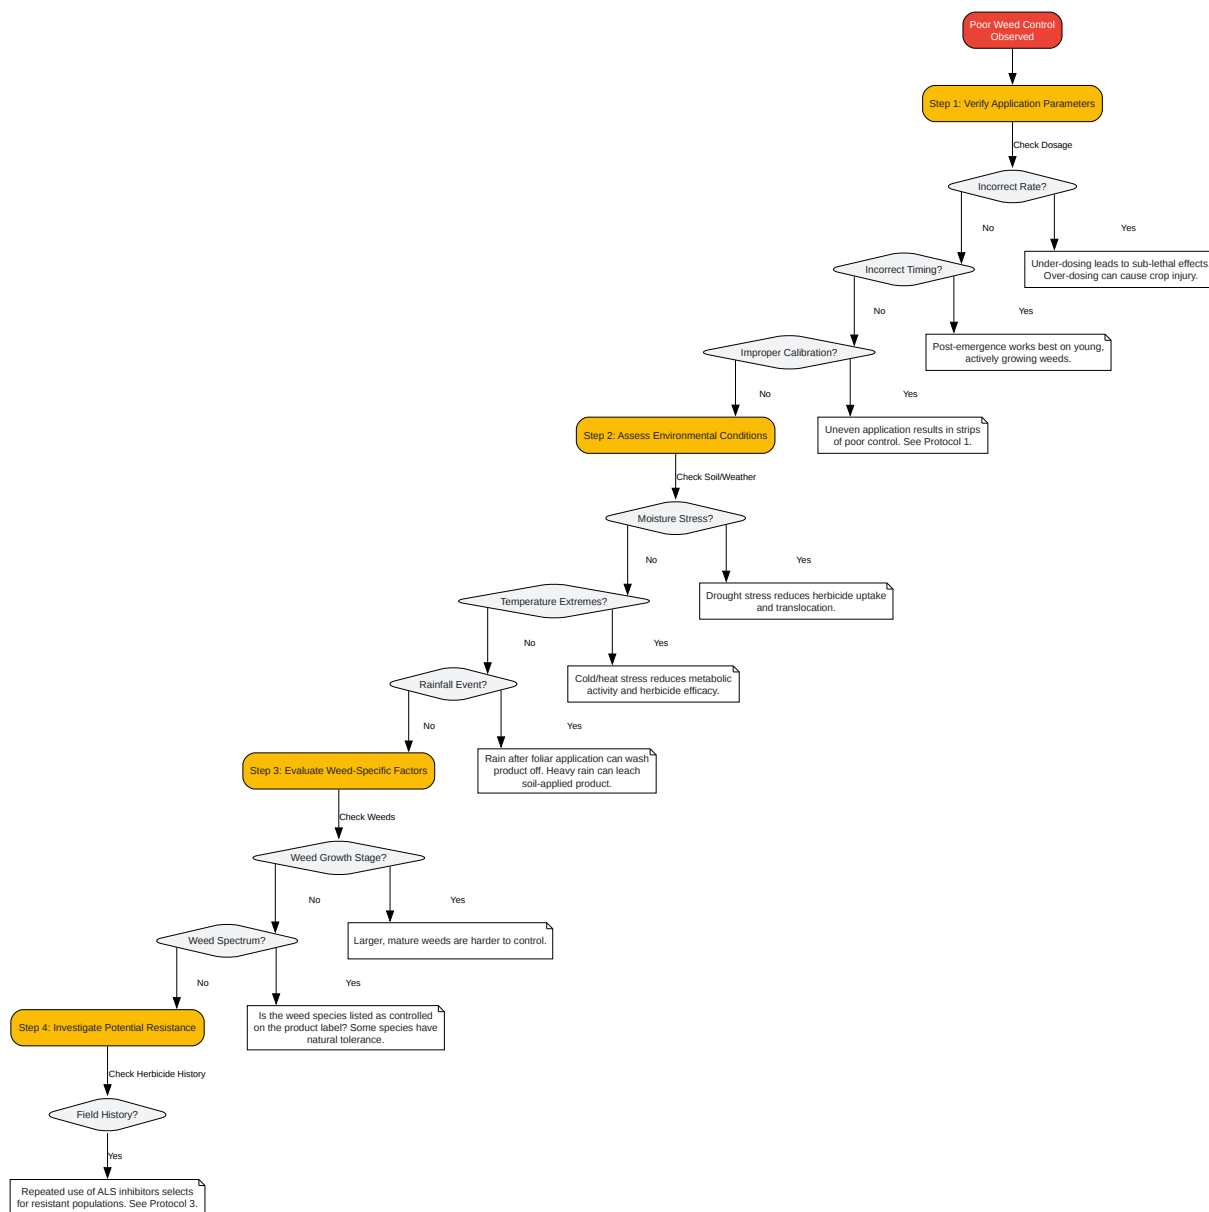 Poor Weed Control
Observed
Step 1: Verify Application Parameters
Check Dosage
Incorrect Rate?
No
Yes
Under-dosing leads to sub-lethal effects.
Over-dosing can cause crop injury.
Incorrect Timing?
No
Yes
Post-emergence works best on young,
actively growing weeds.
Improper Calibration?
No
Yes
Uneven application results in strips
of poor control. See Protocol 1.
Step 2: Assess Environmental Conditions
Check Soil/Weather
Moisture Stress?
No
Yes
Drought stress reduces herbicide uptake
and translocation.
Temperature Extremes?
No
Yes
Cold/heat stress reduces metabolic
activity and herbicide efficacy.
Rainfall Event?
No
Yes
Rain after foliar application can wash
product off. Heavy rain can leach
soil-applied product.
Step 3: Evaluate Weed-Specific Factors
Check Weeds
Weed Growth Stage?
No
Yes
Larger, mature weeds are harder to control.
Weed Spectrum?
No
Yes
Is the weed species listed as controlled
on the product label? Some species have
natural tolerance.
Step 4: Investigate Potential Resistance
Check Herbicide History
Field History?
Yes
Repeated use of ALS inhibitors selects
for resistant populations. See Protocol 3.